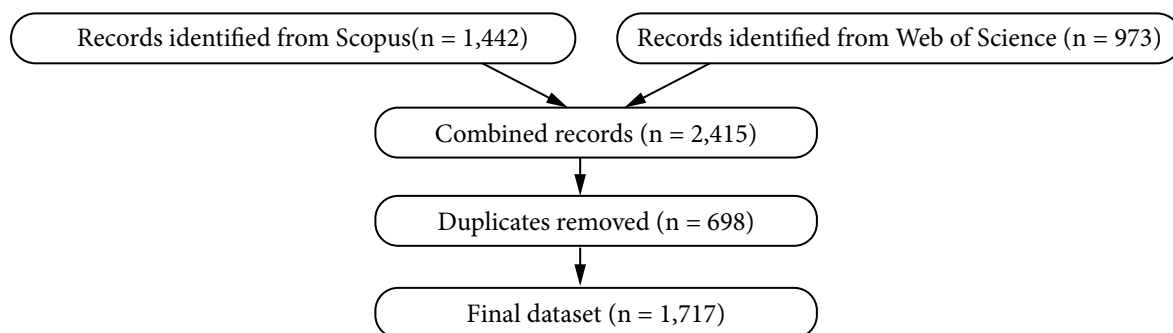 Records identified from Scopus(n = 1,442)
Records identified from Web of Science (n = 973)
Combined records (n = 2,415)
Duplicates removed (n = 698)
Final dataset (n = 1,717)